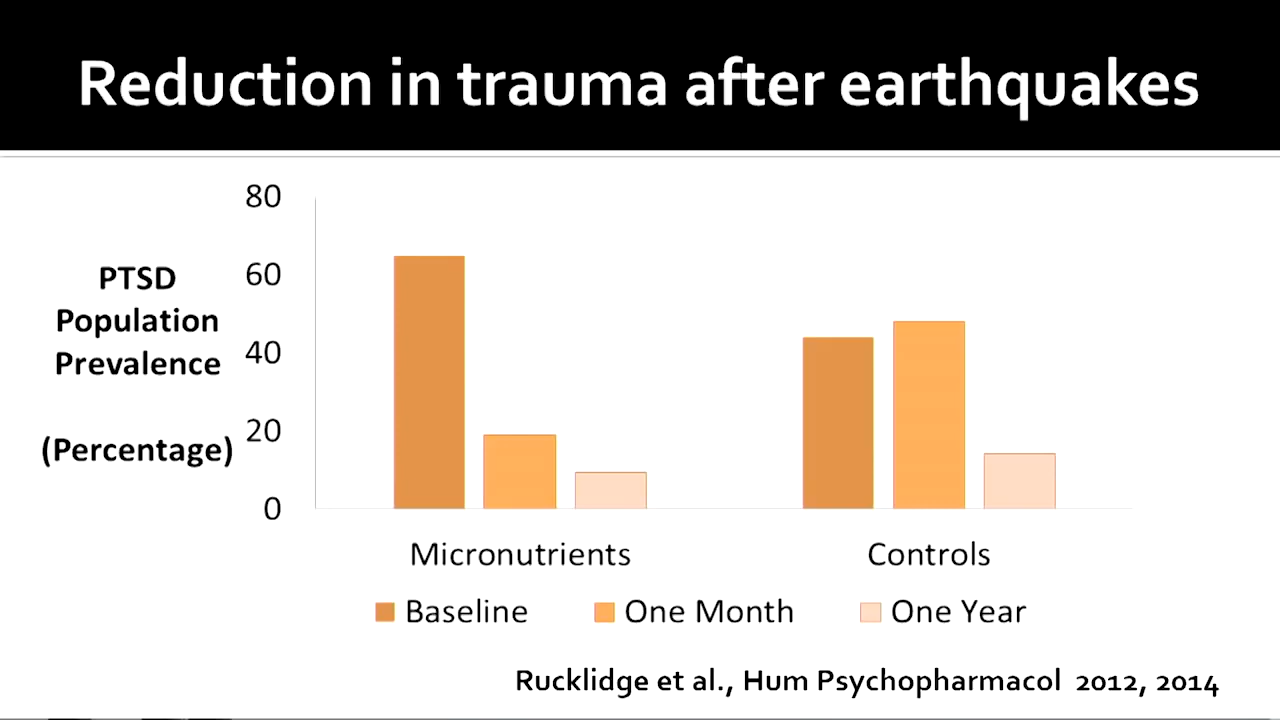 Reduction in trauma after earthquakes
PTSD
Population
Prevalence
(Percentage)
80
60
40
20
0
Micronutrients
Controls
Baseline
One Month
One Year
Rucklidge et al., Hum Psychopharmacol 2012, 2014